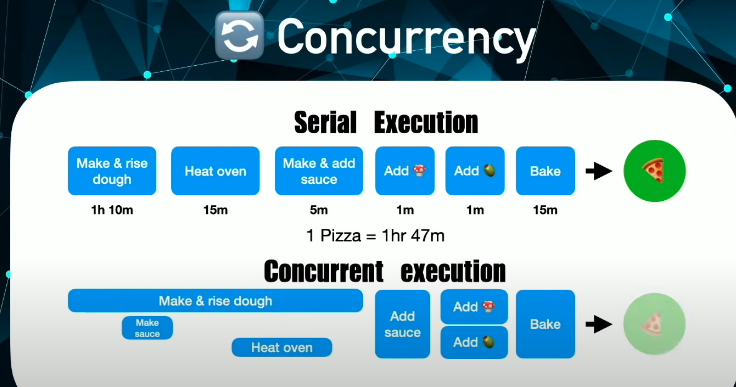 Concurrency
Serial Execution
Make & rise
dough
Heat oven
Make & add
sauce
Add 🍄
Add 🫒
Bake
1h 10m
15m
5m
1m
1m
15m
1 Pizza = 1hr 47m
Concurrent execution
Make & rise dough
Make
sauce
Heat oven
Add
sauce
Add 🍄
Add 🫒
Bake